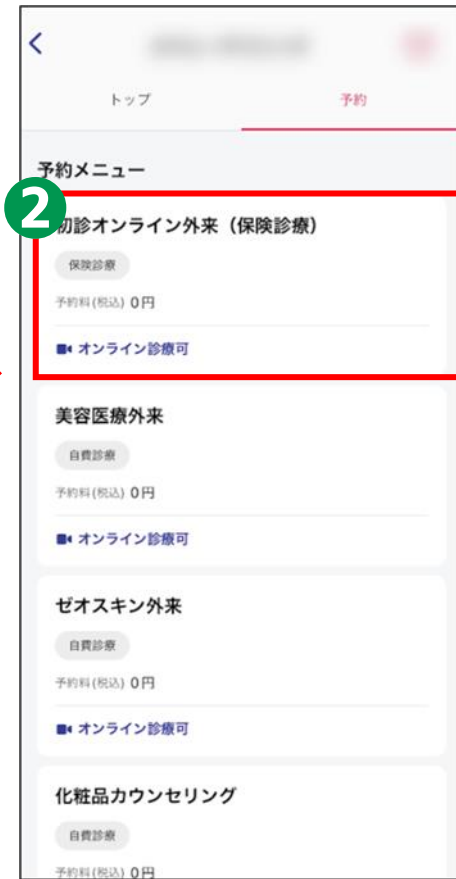 トップ
予約
予約メニュー
2
初診オンライン外来（保険診療）
保険診療
予約料(税込) 0円
オンライン診療可
美容医療外来
自費診療
予約料(税込) 0円
オンライン診療可
ゼオスキン外来
自費診療
予約料(税込) 0円
オンライン診療可
化粧品カウンセリング
自費診療
予約料(税込) 0円